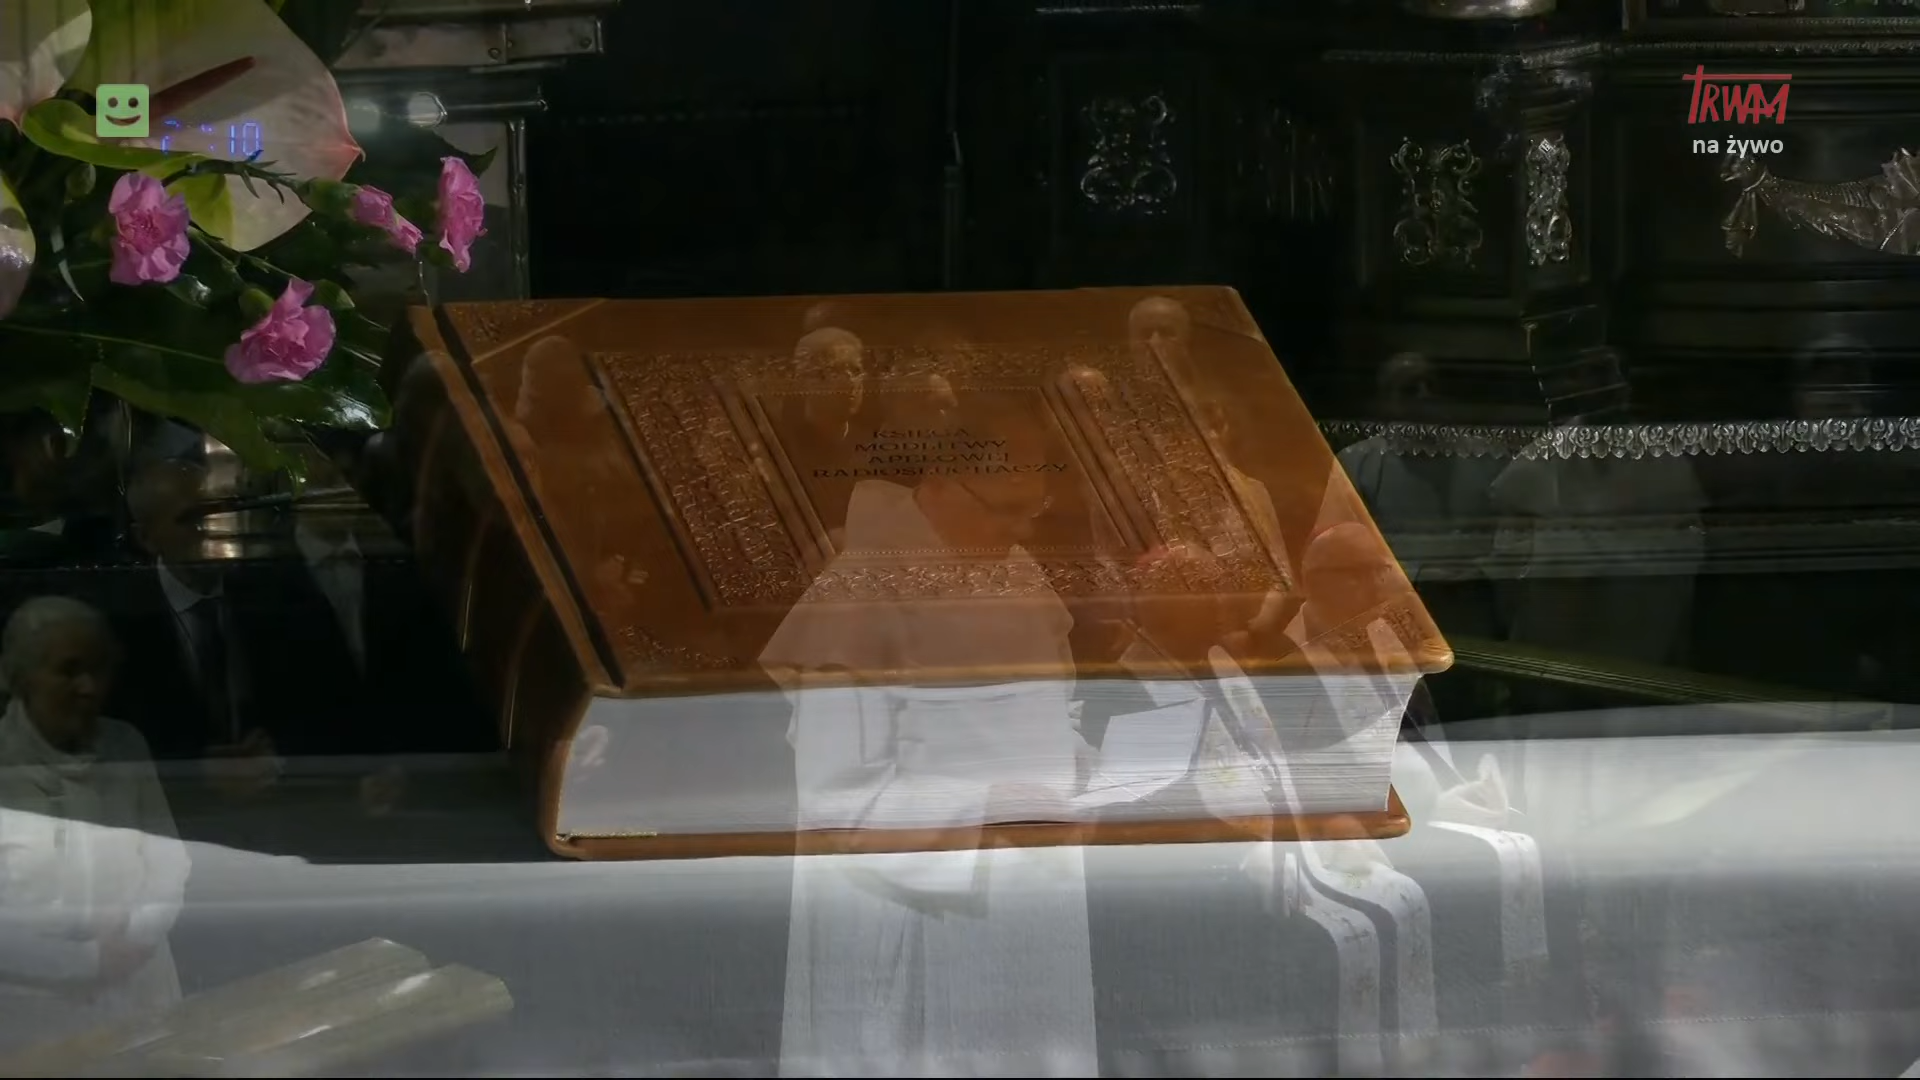 TRWAM
na żywo
KSIĘGA
MODLITWY
APELOWEJ
RADIOSŁUCHACZY